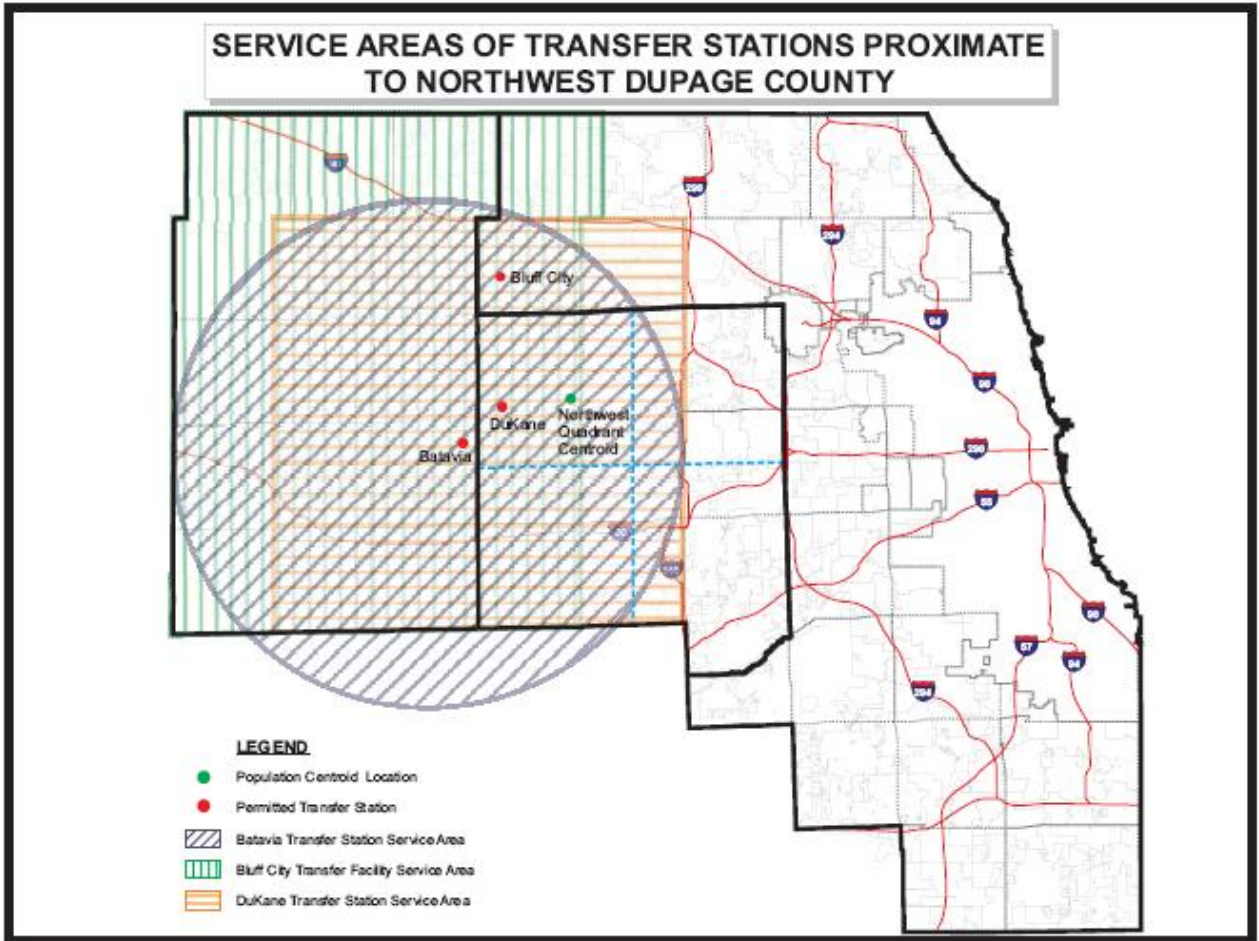 SERVICE AREAS OF TRANSFER STATIONS PROXIMATE
TO NORTHWEST DUPAGE COUNTY
290
294
Bluff City
94
90
DuKane
Northwest
Quadrant
Centroid
Batavia
290
55
90
57
94
294
LEGEND
Population Centroid Location
Permitted Transfer Station
Batavia Transfer Station Service Area
Bluff City Transfer Facility Service Area
DuKane Transfer Station Service Area